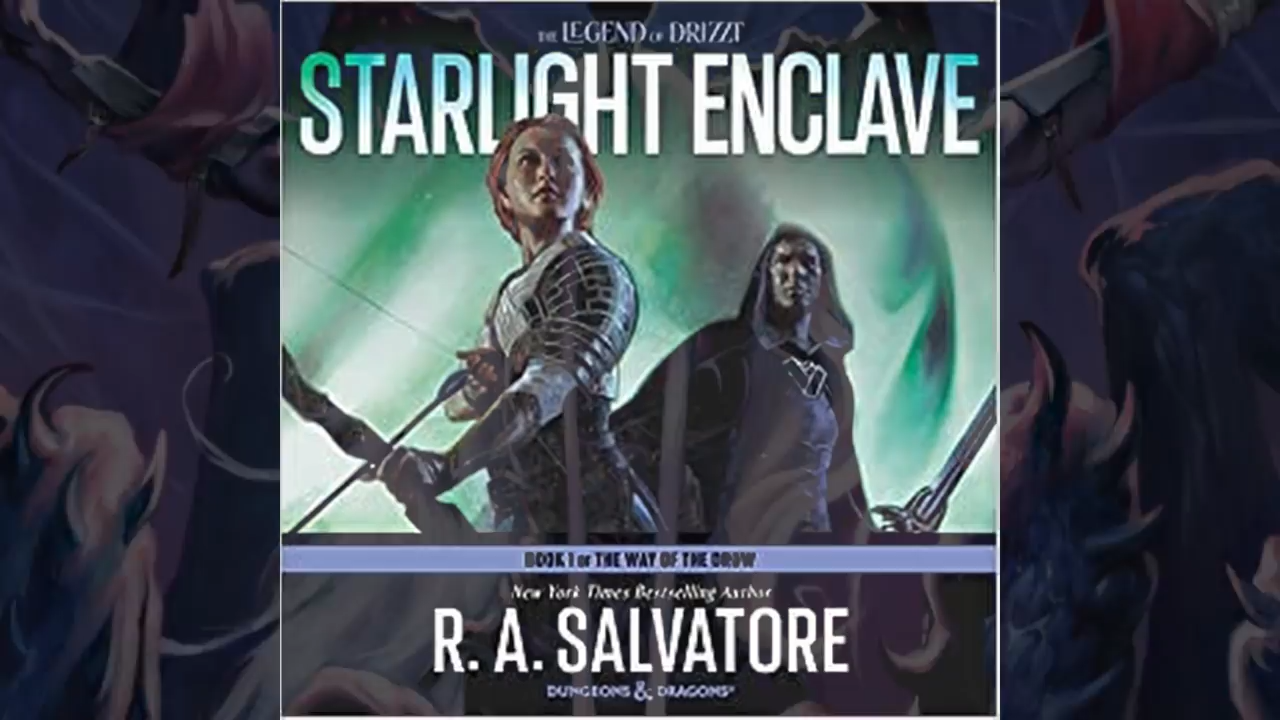 THE LEGEND OF DRIZZT
STARLIGHT ENCLAVE
BOOK 1 OF THE WAY OF THE DROW
New York Times Bestselling Author
R. A. SALVATORE
DUNGEONS & DRAGONS®